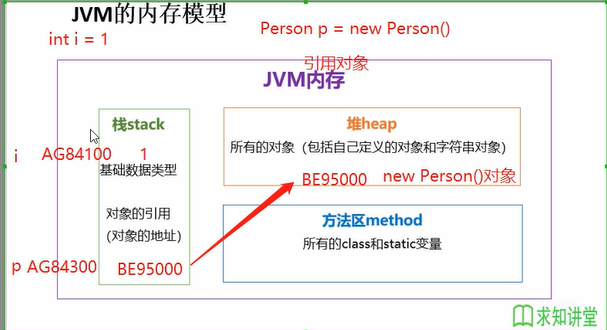 JVM的内存模型
int i = 1
Person p = new Person()
引用对象
JVM内存
栈stack
i AG84100 1
基础数据类型
对象的引用
(对象的地址)
p AG84300 BE95000
堆heap
所有的对象（包括自己定义的对象和字符串对象）
BE95000 new Person()对象
方法区method
所有的class和static变量
求知讲堂